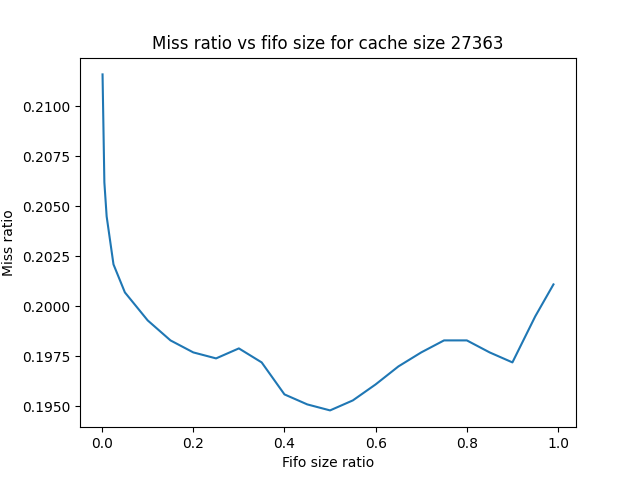 Miss ratio vs fifo size for cache size 27363
Miss ratio
0.2100
0.2075
0.2050
0.2025
0.2000
0.1975
0.1950
0.0 0.2 0.4 0.6 0.8 1.0
Fifo size ratio